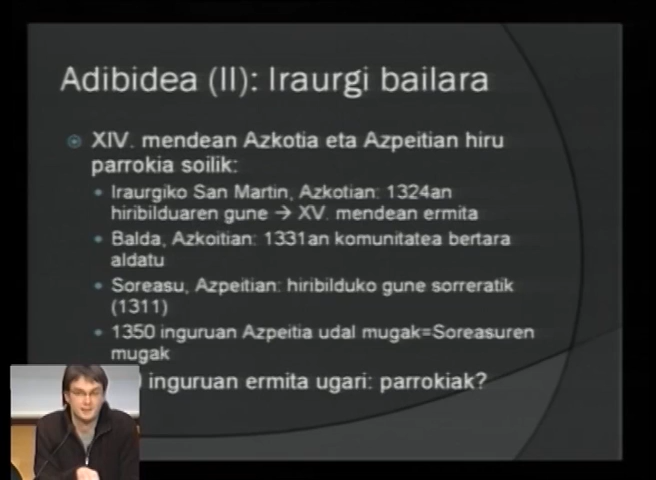 Adibidea (II): Iraurgi bailara
XIV. mendean Azkotia eta Azpeitian hiru
parrokia soilik:
Iraurgiko San Martin, Azkotian: 1324an
hiribilduaren gune → XV. mendean ermita
Balda, Azkoitian: 1331an komunitatea bertara
aldatu
Soreasu, Azpeitian: hiribilduko gune sorreratik
(1311)
1350 inguruan Azpeitia udal mugak=Soreasuren
mugak
inguruan ermita ugari: parrokiak?